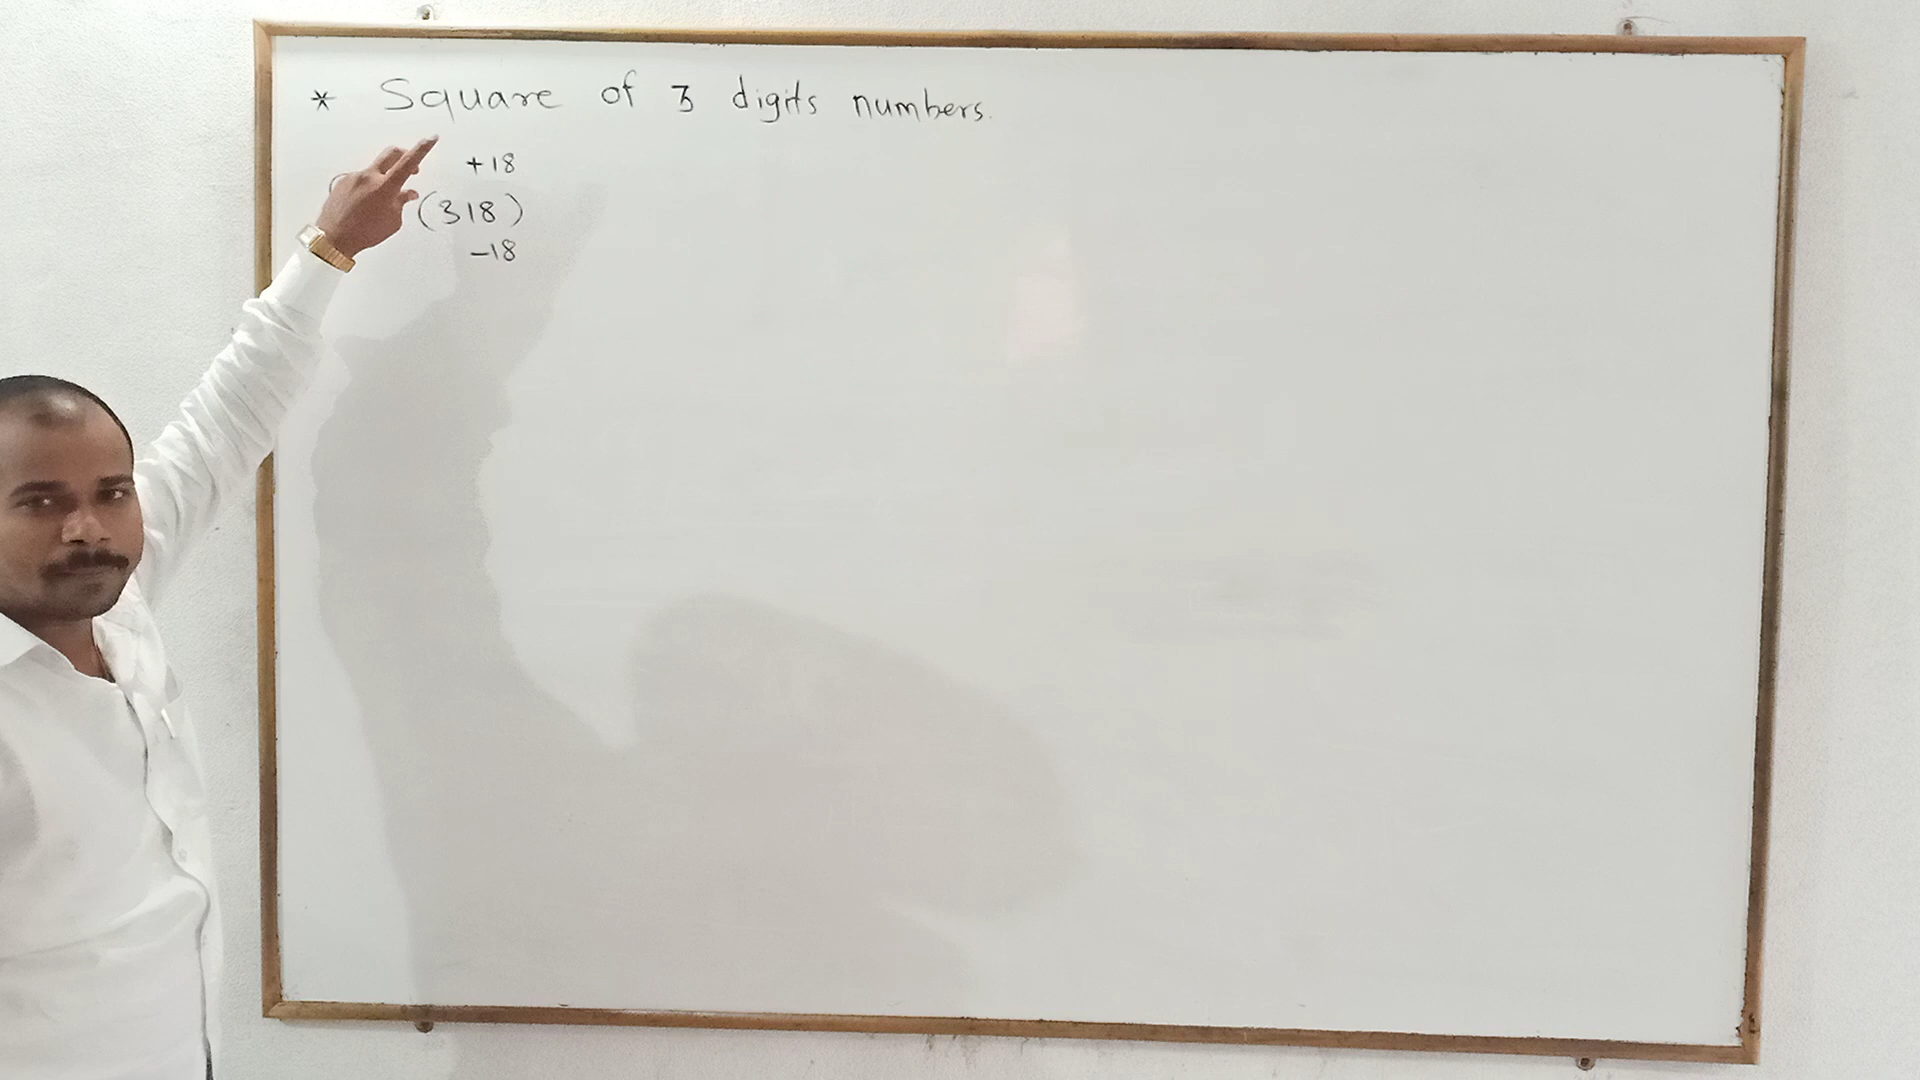 * Square of 3 digits numbers.
+18
(318)
-18